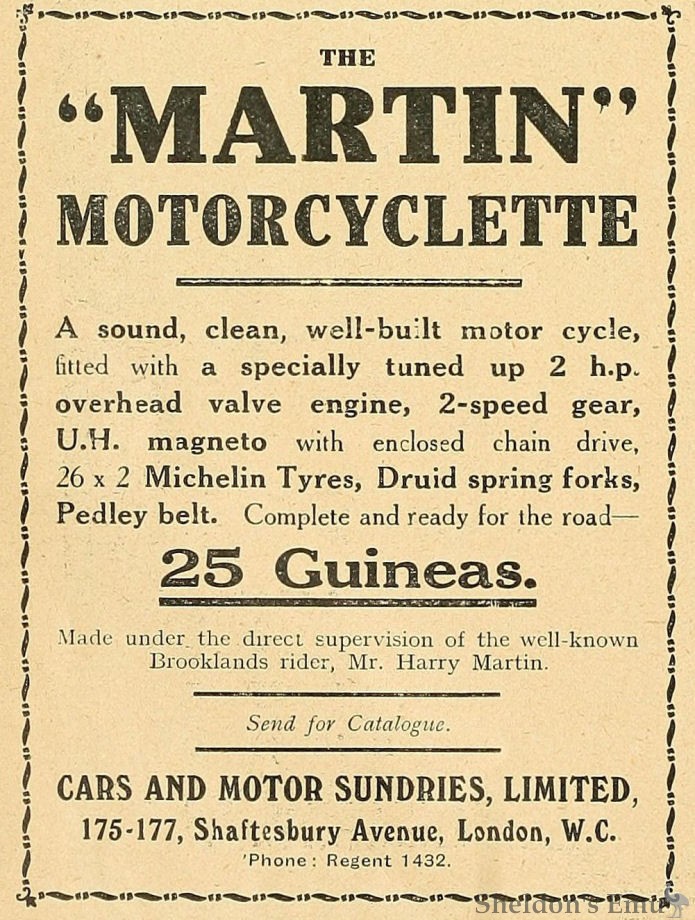 THE
“MARTIN”
MOTORCYCLETTE
A sound, clean, well-built motor cycle,
fitted with a specially tuned up 2 h.p.
overhead valve engine, 2-speed gear,
U.H. magneto with enclosed chain drive,
26 x 2 Michelin Tyres, Druid spring forks,
Pedley belt. Complete and ready for the road—
25 Guineas.
Made under the direct supervision of the well-known
Brooklands rider, Mr. Harry Martin.
Send for Catalogue.
CARS AND MOTOR SUNDRIES, LIMITED,
175-177, Shaftesbury Avenue, London, W.C.
'Phone: Regent 1432.
Sheldon's Emu